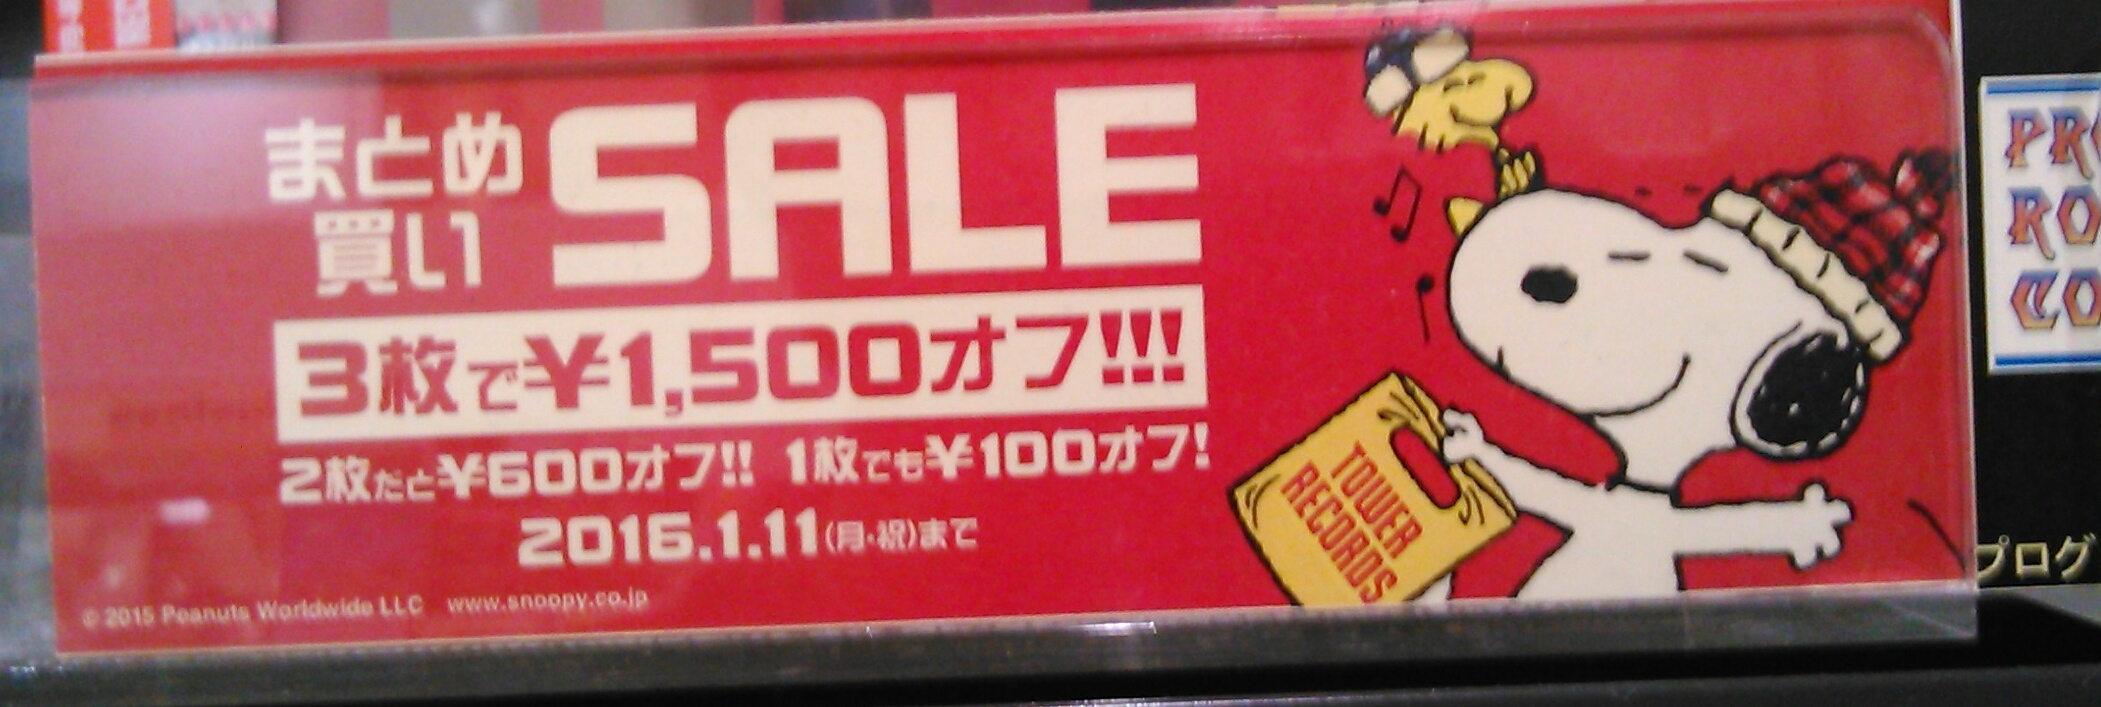 まとめ
買い
SALE
3枚で¥1,500オフ!!!
2枚だと¥600オフ!! 1枚でも¥100オフ!
2016.1.11(月・祝)まで
© 2015 Peanuts Worldwide LLC www.snoopy.co.jp
TOWER
RECORDS
プログ